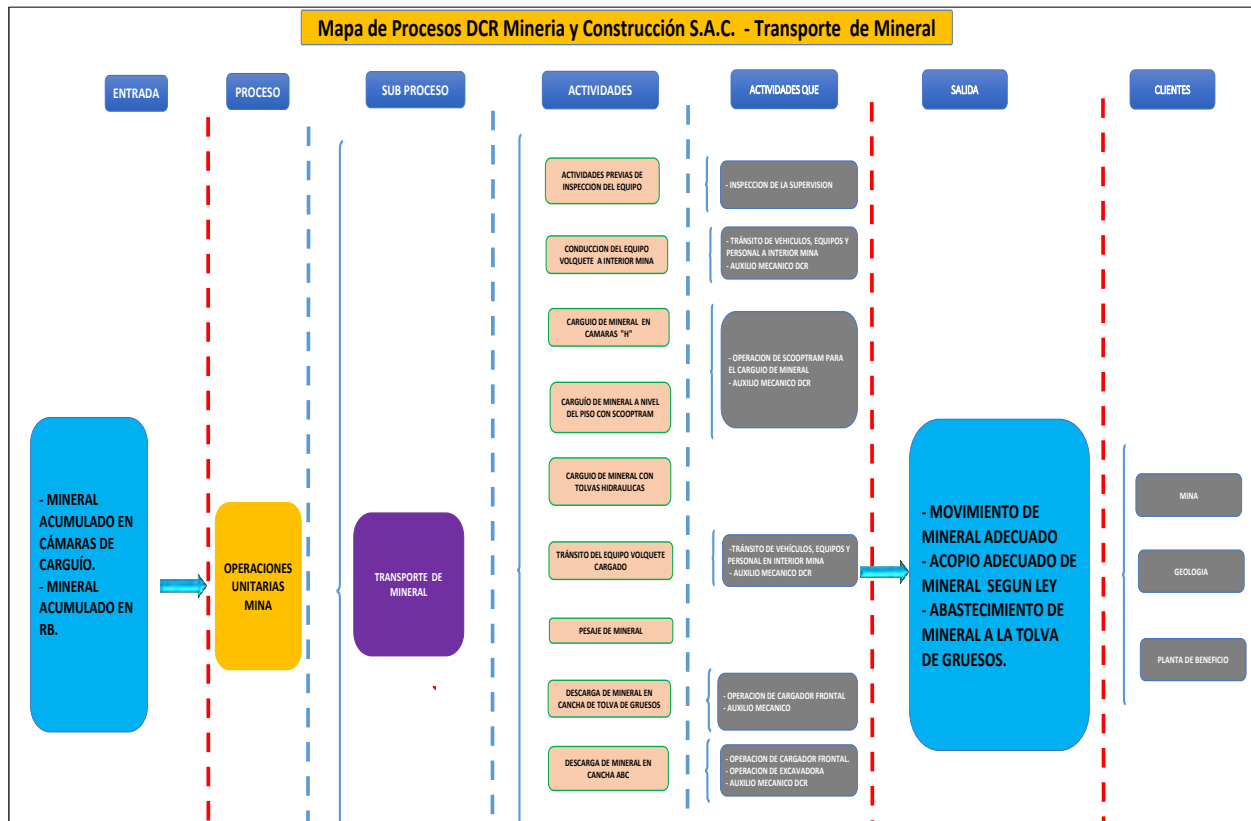 Mapa de Procesos DCR Mineria y Construcción S.A.C. - Transporte de Mineral
ENTRADA
PROCESO
SUB PROCESO
ACTIVIDADES
ACTIVIDADES QUE
SALIDA
CLIENTES
- MINERAL
ACUMULADO EN
CÁMARAS DE
CARGUÍO.
- MINERAL
ACUMULADO EN
RB.
OPERACIONES
UNITARIAS
MINA
TRANSPORTE DE
MINERAL
ACTIVIDADES PREVIAS DE
INSPECCION DEL EQUIPO
CONDUCCION DEL EQUIPO
VOLQUETE A INTERIOR MINA
CARGUIO DE MINERAL EN
CAMARAS "H"
CARGUÍO DE MINERAL A NIVEL
DEL PISO CON SCOOPTRAM
CARGUIO DE MINERAL CON
TOLVAS HIDRAULICAS
TRÁNSITO DEL EQUIPO VOLQUETE
CARGADO
PESAJE DE MINERAL
DESCARGA DE MINERAL EN
CANCHA DE TOLVA DE GRUESOS
DESCARGA DE MINERAL EN
CANCHA ABC
- INSPECCION DE LA SUPERVISION
- TRÁNSITO DE VEHICULOS, EQUIPOS Y
PERSONAL A INTERIOR MINA
- AUXILIO MECANICO DCR
- OPERACION DE SCOOPTRAM PARA
EL CARGUIO DE MINERAL
- AUXILIO MECANICO DCR
-TRÁNSITO DE VEHÍCULOS, EQUIPOS Y
PERSONAL EN INTERIOR MINA
- AUXILIO MECANICO DCR
- OPERACION DE CARGADOR FRONTAL
- AUXILIO MECANICO
- OPERACION DE CARGADOR FRONTAL.
- OPERACION DE EXCAVADORA
- AUXILIO MECANICO DCR
- MOVIMIENTO DE
MINERAL ADECUADO
- ACOPIO ADECUADO DE
MINERAL SEGUN LEY
- ABASTECIMIENTO DE
MINERAL A LA TOLVA
DE GRUESOS.
MINA
GEOLOGIA
PLANTA DE BENEFICIO